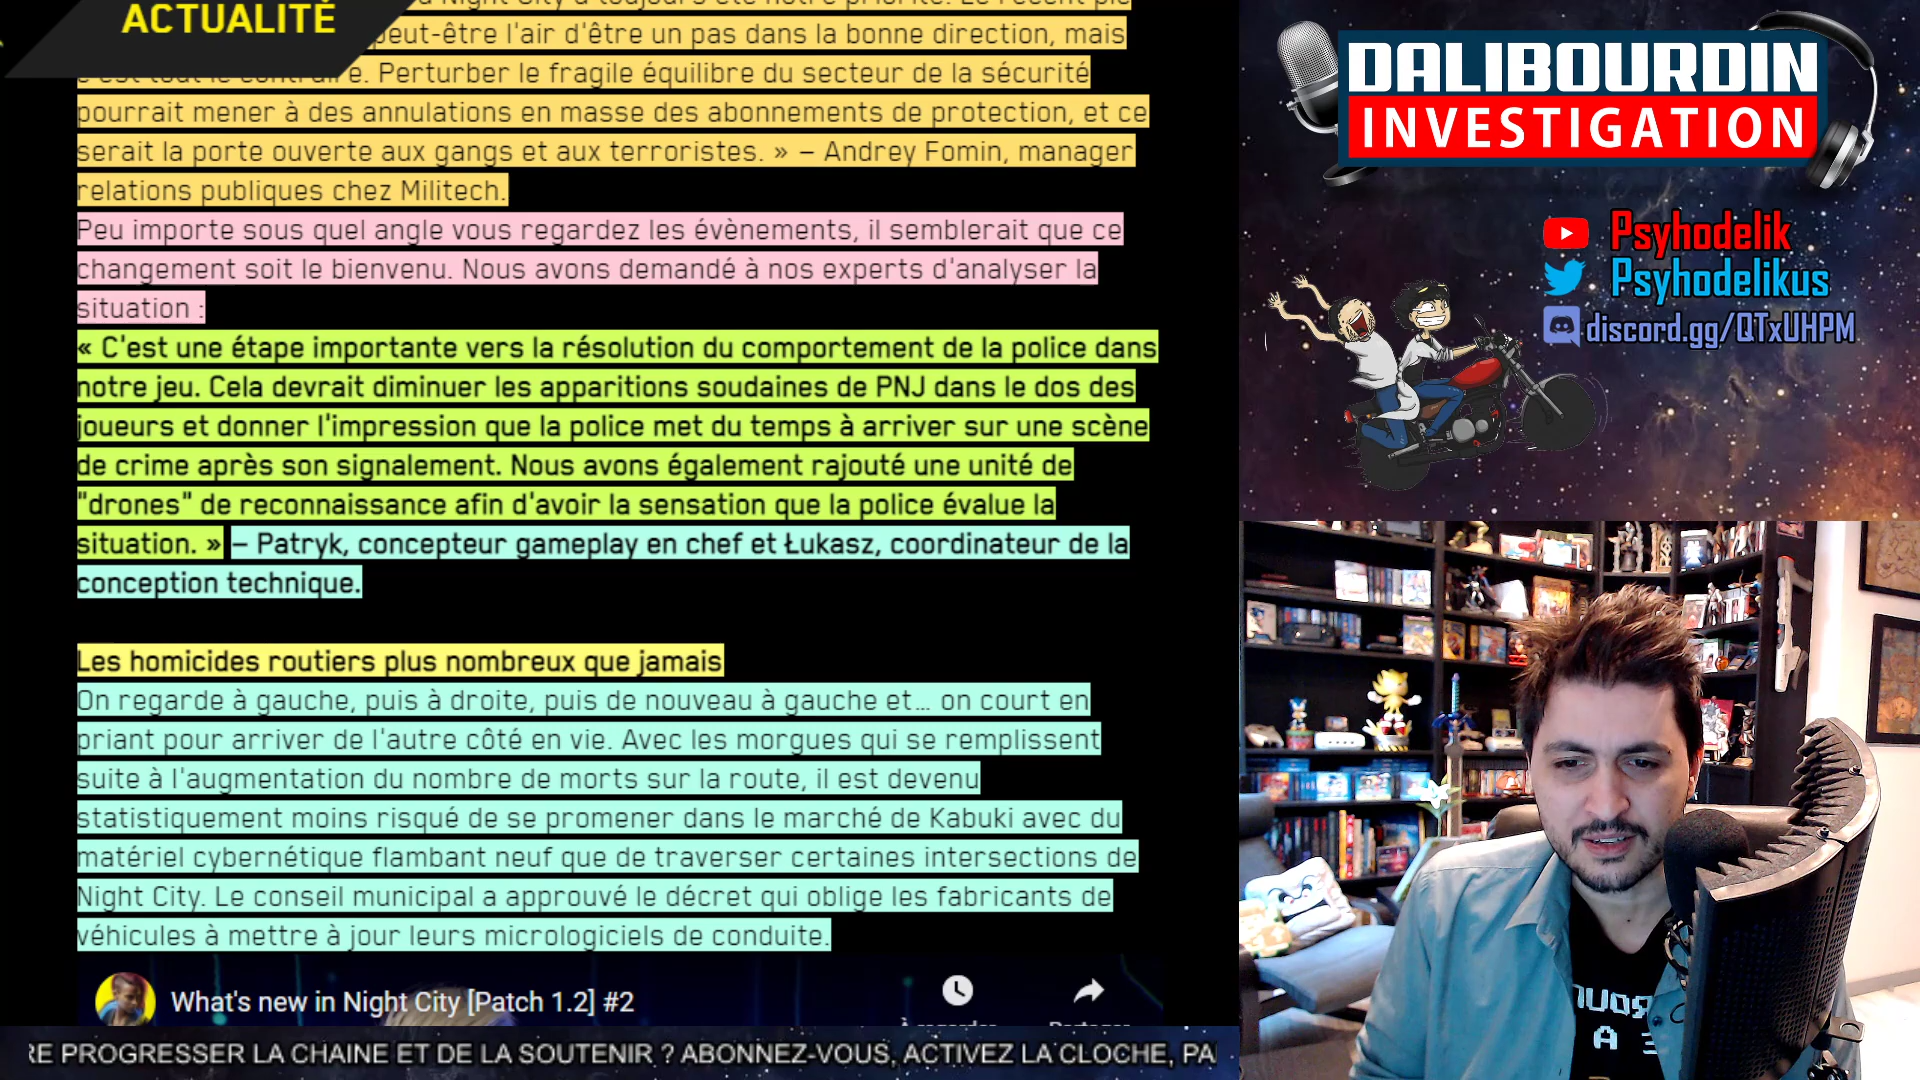 ACTUALITÉ
peut-être l'air d'être un pas dans la bonne direction, mais
c'est tout le contraire. Perturber le fragile équilibre du secteur de la sécurité
pourrait mener à des annulations en masse des abonnements de protection, et ce
serait la porte ouverte aux gangs et aux terroristes. » – Andrey Fomin, manager
relations publiques chez Militech.
Peu importe sous quel angle vous regardez les évènements, il semblerait que ce
changement soit le bienvenu. Nous avons demandé à nos experts d'analyser la
situation :
« C'est une étape importante vers la résolution du comportement de la police dans
notre jeu. Cela devrait diminuer les apparitions soudaines de PNJ dans le dos des
joueurs et donner l'impression que la police met du temps à arriver sur une scène
de crime après son signalement. Nous avons également rajouté une unité de
"drones" de reconnaissance afin d'avoir la sensation que la police évalue la
situation. » – Patryk, concepteur gameplay en chef et Łukasz, coordinateur de la
conception technique.
Les homicides routiers plus nombreux que jamais
On regarde à gauche, puis à droite, puis de nouveau à gauche et... on court en
priant pour arriver de l'autre côté en vie. Avec les morgues qui se remplissent
suite à l'augmentation du nombre de morts sur la route, il est devenu
statistiquement moins risqué de se promener dans le marché de Kabuki avec du
matériel cybernétique flambant neuf que de traverser certaines intersections de
Night City. Le conseil municipal a approuvé le décret qui oblige les fabricants de
véhicules à mettre à jour leurs micrologiciels de conduite.
What's new in Night City [Patch 1.2] #2
RE PROGRESSER LA CHAINE ET DE LA SOUTENIR ? ABONNEZ-VOUS, ACTIVEZ LA CLOCHE, PA
DALIBOURDIN
INVESTIGATION
Psyhodelik
Psyhodelikus
discord.gg/QTxUHPM